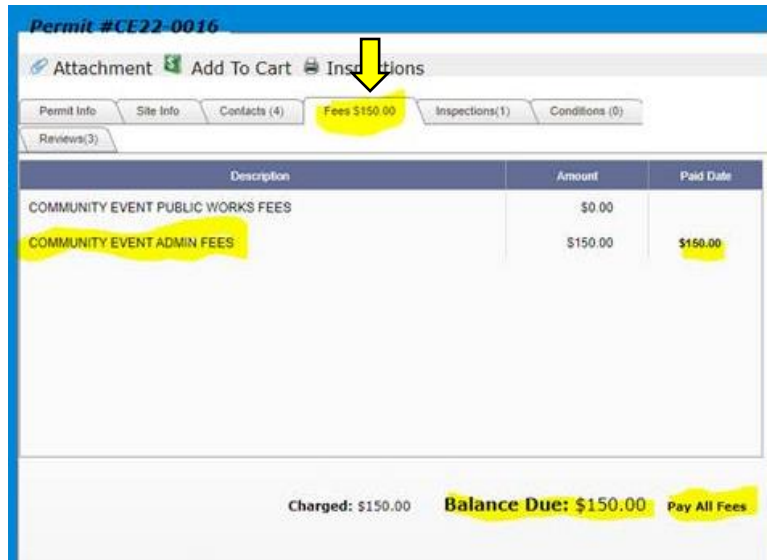 Permit #CE22-0016
Attachment Add To Cart Inspections
Permit Info Site Info Contacts (4) Fees $150.00 Inspections(1) Conditions (0)
Reviews(3)
Description Amount Paid Date
COMMUNITY EVENT PUBLIC WORKS FEES $0.00
COMMUNITY EVENT ADMIN FEES $150.00 $150.00
Charged: $150.00 Balance Due: $150.00 Pay All Fees